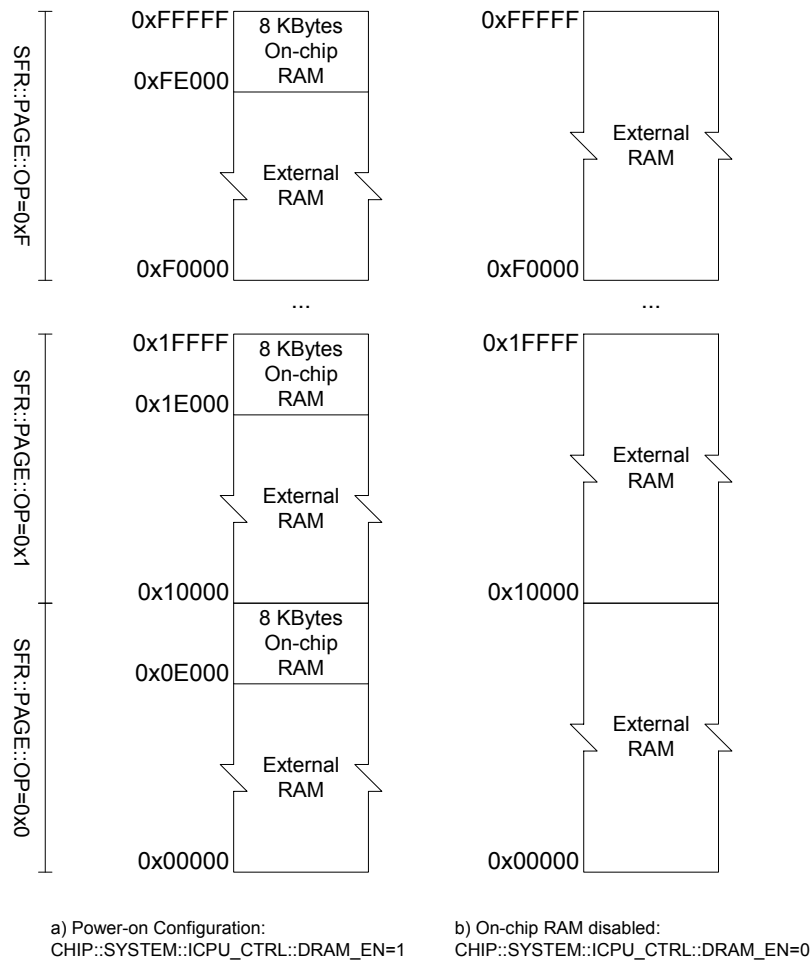 0xFFFFF
8 KBytes
On-chip
RAM
0xFE000
External
RAM
0xF0000
SFR::PAGE::OP=0xF
0xFFFFF
External
RAM
0xF0000
...
...
0x1FFFF
8 KBytes
On-chip
RAM
0x1E000
External
RAM
0x10000
SFR::PAGE::OP=0x1
0x1FFFF
External
RAM
0x10000
8 KBytes
On-chip
RAM
0x0E000
External
RAM
0x00000
SFR::PAGE::OP=0x0
External
RAM
0x00000
a) Power-on Configuration:
CHIP::SYSTEM::ICPU_CTRL::DRAM_EN=1
b) On-chip RAM disabled:
CHIP::SYSTEM::ICPU_CTRL::DRAM_EN=0